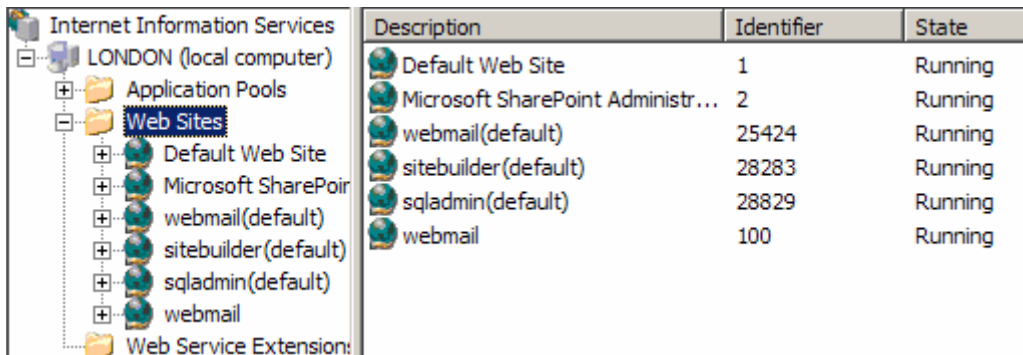 Internet Information Services
LONDON (local computer)
Application Pools
Web Sites
Default Web Site
Microsoft SharePoin
webmail(default)
sitebuilder(default)
sqladmin(default)
webmail
Web Service Extension
Description Identifier State
Default Web Site 1 Running
Microsoft SharePoint Administr... 2 Running
webmail(default) 25424 Running
sitebuilder(default) 28283 Running
sqladmin(default) 28829 Running
webmail 100 Running